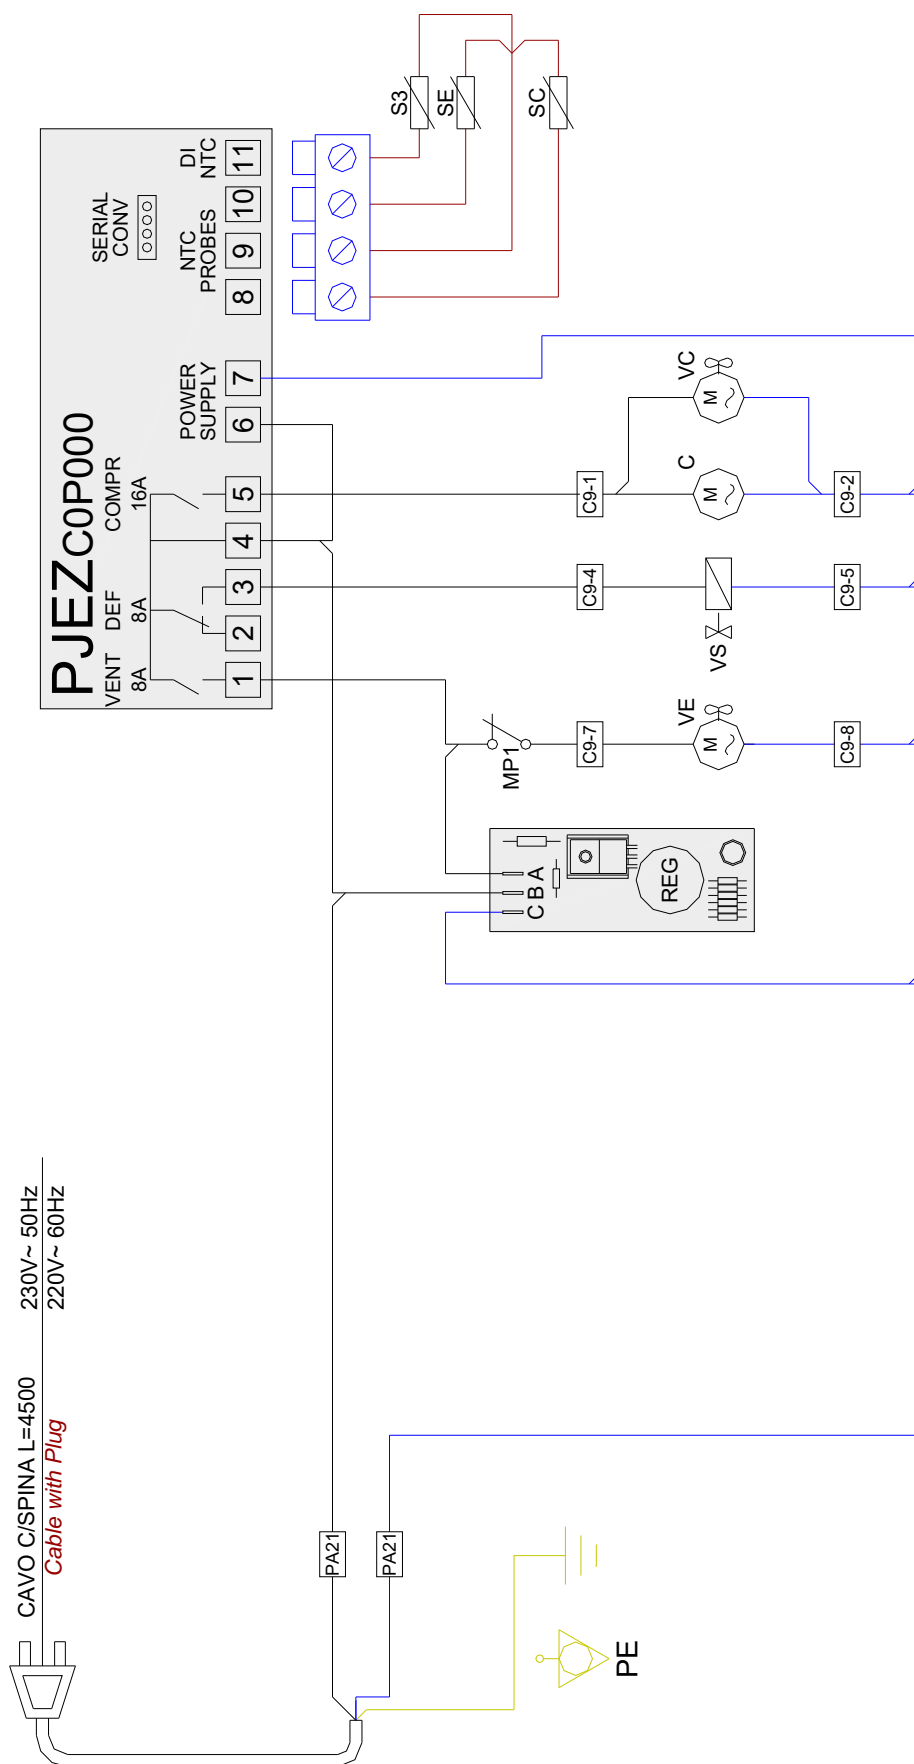 CAVO C/SPINA L=4500
Cable with Plug
230V~ 50Hz
220V~ 60Hz
PJEZC0P000
VENT
8A
DEF
8A
COMPR
16A
POWER
SUPPLY
SERIAL
CONV
NTC
PROBES
DI
NTC
1
2
3
4
5
6
7
8
9
10
11
S3
SE
SC
PA21
PA21
PE
C B A
REG
MP1
C9-7
VE
M
C9-8
C9-4
VS
C9-5
C9-1
C
M
VC
M
C9-2